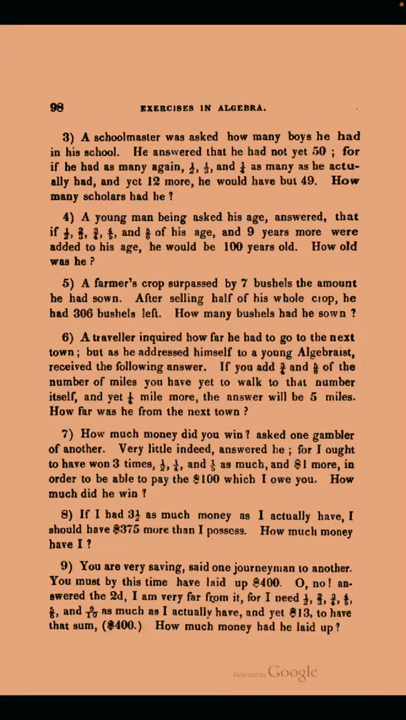 98
EXERCISES IN ALGEBRA.
3) A schoolmaster was asked how many boys he had
in his school. He answered that he had not yet 50 ; for
if he had as many again, ½, ⅓, and ¼ as many as he actu-
ally had, and yet 12 more, he would have but 49. How
many scholars had he ?
4) A young man being asked his age, answered, that
if ½, ⅔, ¾, ⅘, and of his age, and 9 years more were
added to his age, he would be 100 years old. How old
was he ?
5) A farmer's crop surpassed by 7 bushels the amount
he had sown. After selling half of his whole crop, he
had 306 bushels left. How many bushels had he sown ?
6) A traveller inquired how far he had to go to the next
town ; but as he addressed himself to a young Algebraist,
received the following answer. If you add and of the
number of miles you have yet to walk to that number
itself, and yet mile more, the answer will be 5 miles.
How far was he from the next town ?
7) How much money did you win ? asked one gambler
of another. Very little indeed, answered he ; for I ought
to have won 3 times, ½, ¼, and as much, and $1 more, in
order to be able to pay the $100 which I owe you. How
much did he win ?
8) If I had 3½ as much money as I actually have, I
should have $375 more than I possess. How much money
have I ?
9) You are very saving, said one journeyman to another.
You must by this time have laid up $400. O, no ! an-
swered the 2d, I am very far from it, for I need ½, ⅔, ¾, ⅘,
and as much as I actually have, and yet $13, to have
that sum, ($400.) How much money had he laid up ?
Digitized by Google